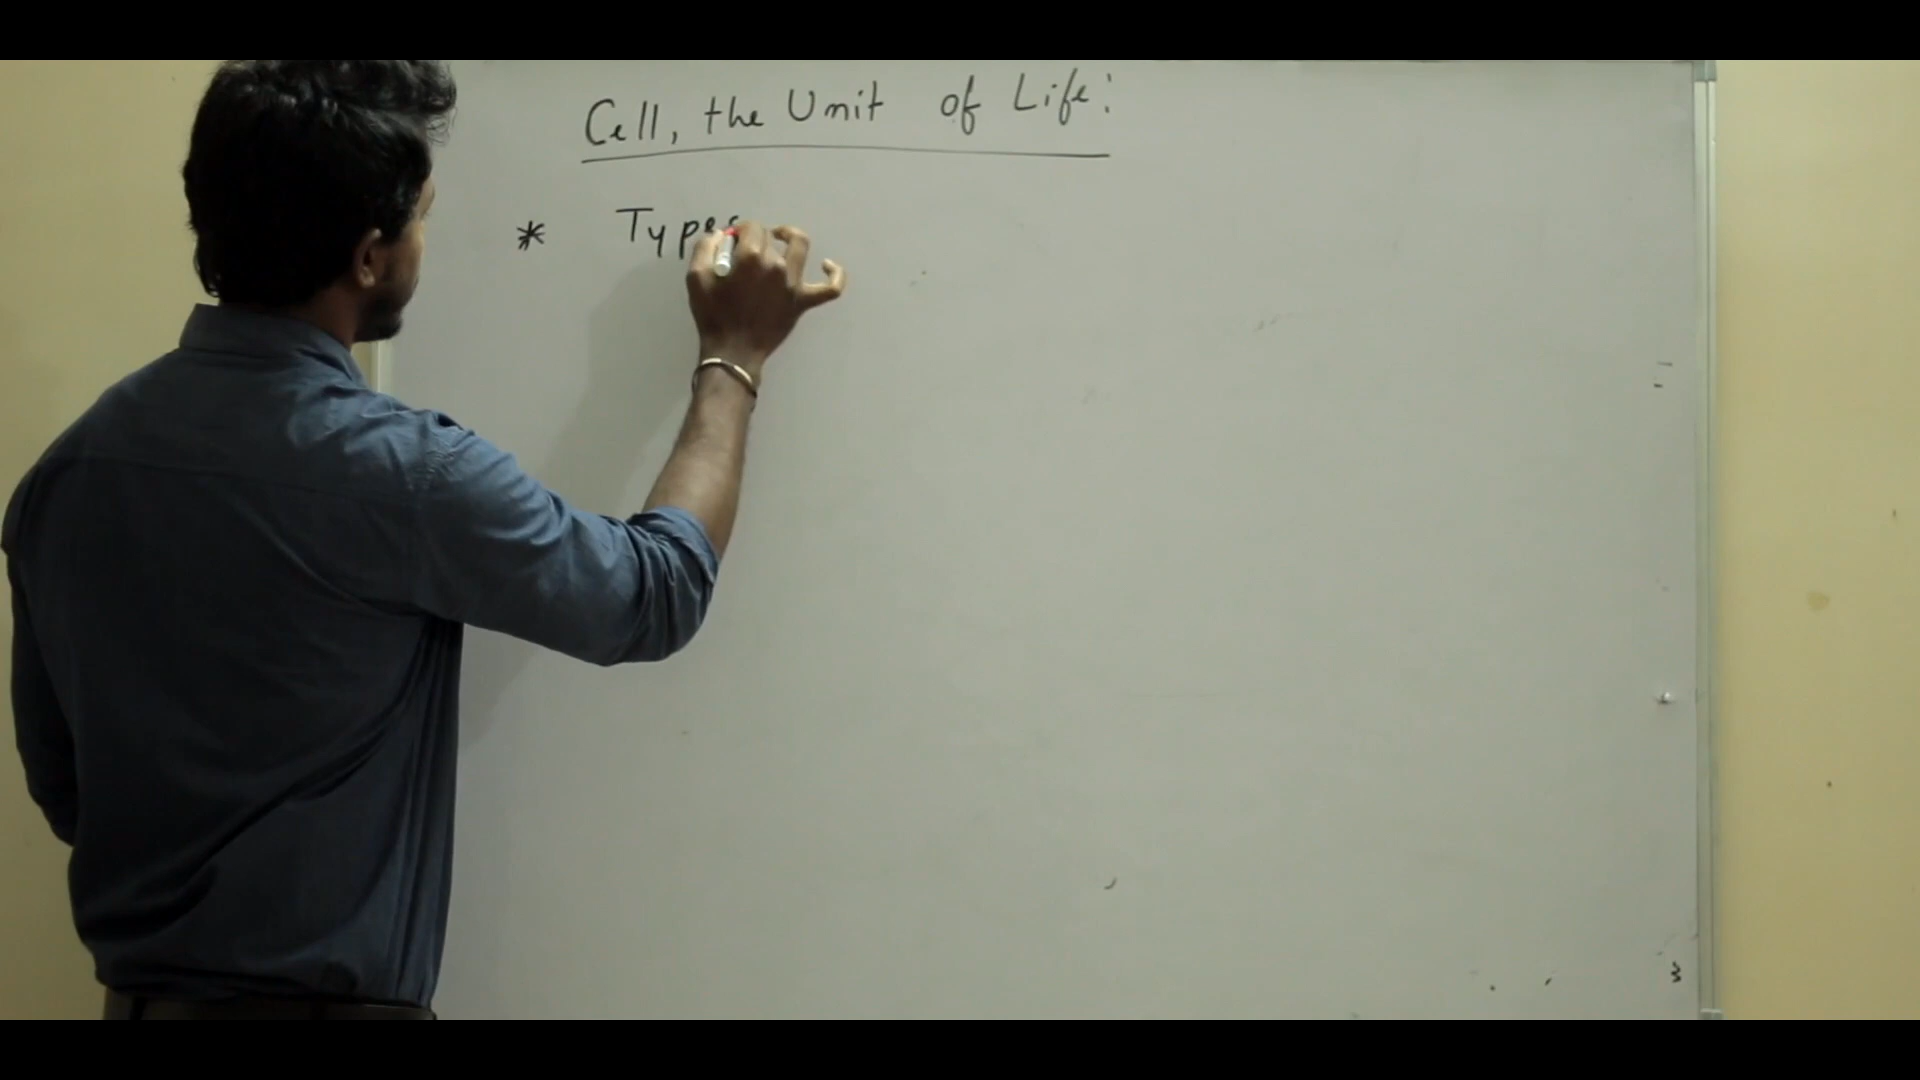 Cell, the Unit of Life:
* Types